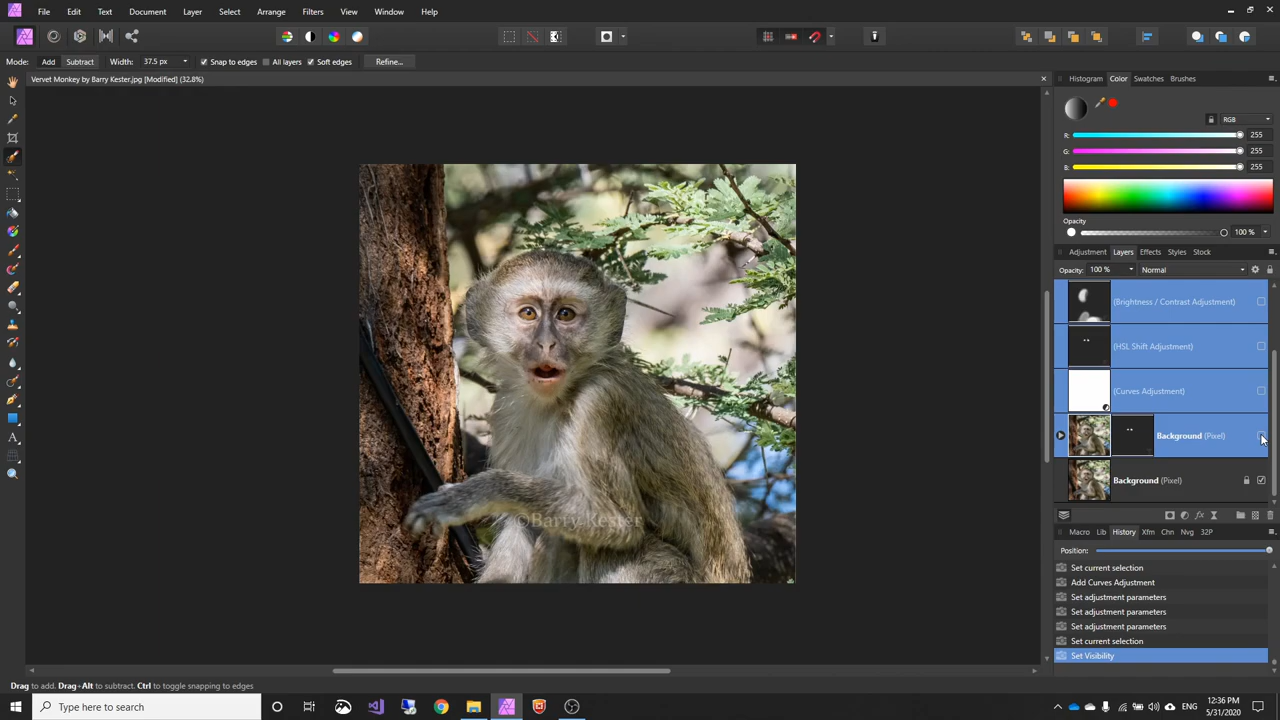 File Edit Text Document Layer Select Arrange Filters View Window Help
Mode: Add Subtract Width: 37.5 px Snap to edges All layers Soft edges Refine...
Vervet Monkey by Barry Kester.jpg [Modified] (32.8%)
Histogram Color Swatches Brushes
RGB
R: 255
G: 255
B: 255
Opacity
100 %
Adjustment Layers Effects Styles Stock
Opacity: 100 % Normal
(Brightness / Contrast Adjustment)
(HSL Shift Adjustment)
(Curves Adjustment)
Background (Pixel)
Background (Pixel)
©Barry Kester
Macro Lib History Xfm Chn Nvg 32P
Position:
Set current selection
Add Curves Adjustment
Set adjustment parameters
Set adjustment parameters
Set adjustment parameters
Set current selection
Set Visibility
Drag to add. Drag+Alt to subtract. Ctrl to toggle snapping to edges
Type here to search
ENG
12:36 PM
5/31/2020